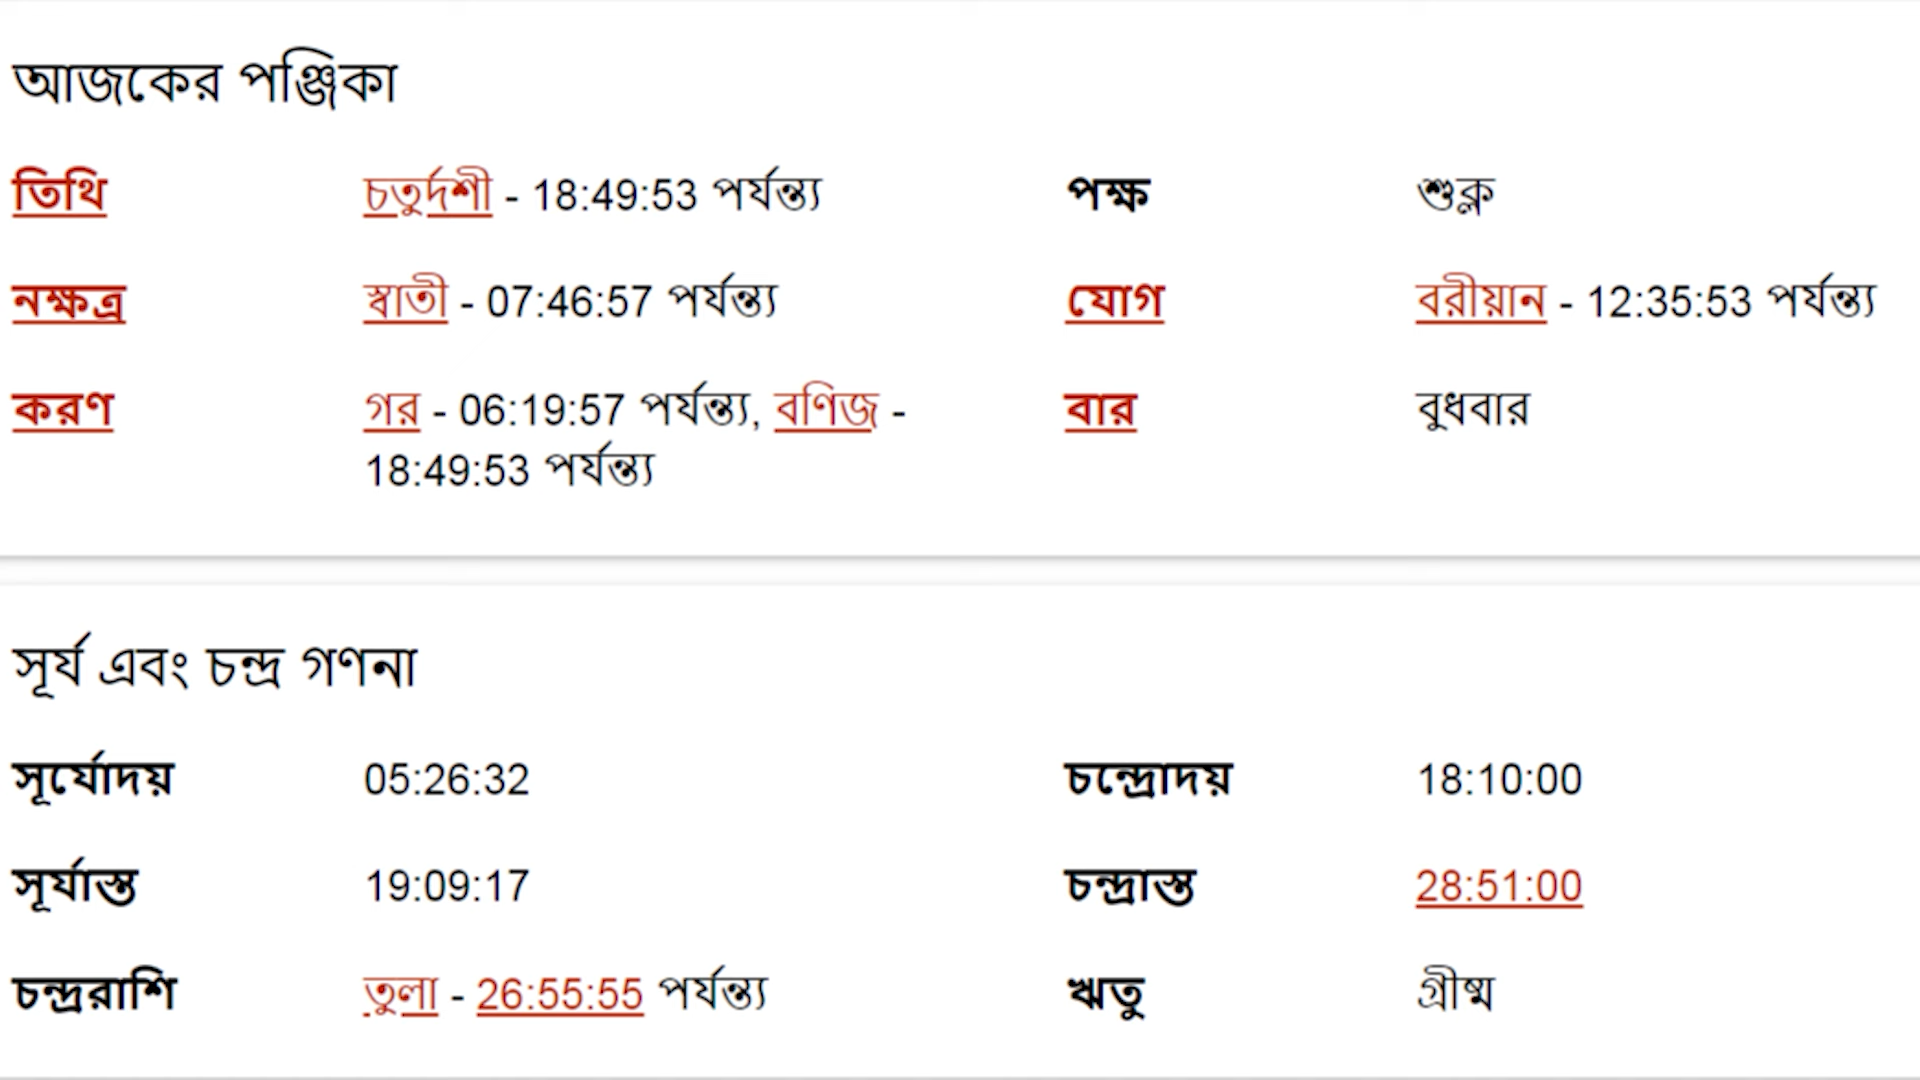 আজকের পঞ্জিকা
তিথি চতুর্দশী - 18:49:53 পর্যন্ত্য পক্ষ শুক্ল
নক্ষত্র স্বাতী - 07:46:57 পর্যন্ত্য যোগ বরীয়ান - 12:35:53 পর্যন্ত্য
করণ গর - 06:19:57 পর্যন্ত্য, বণিজ - বার বুধবার
18:49:53 পর্যন্ত্য
সূর্য এবং চন্দ্র গণনা
সূর্যোদয় 05:26:32 চন্দ্রোদয় 18:10:00
সূর্যাস্ত 19:09:17 চন্দ্রাস্ত 28:51:00
চন্দ্ররাশি তুলা - 26:55:55 পর্যন্ত্য ঋতু গ্রীষ্ম